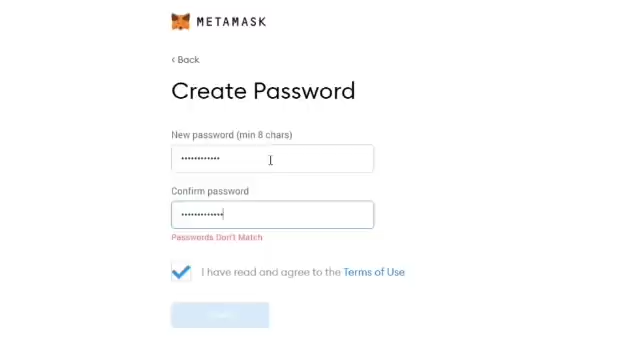 METAMASK
‹ Back
Create Password
New password (min 8 chars)
••••••••••••
Confirm password
•••••••••••••
Passwords Don't Match
I have read and agree to the Terms of Use